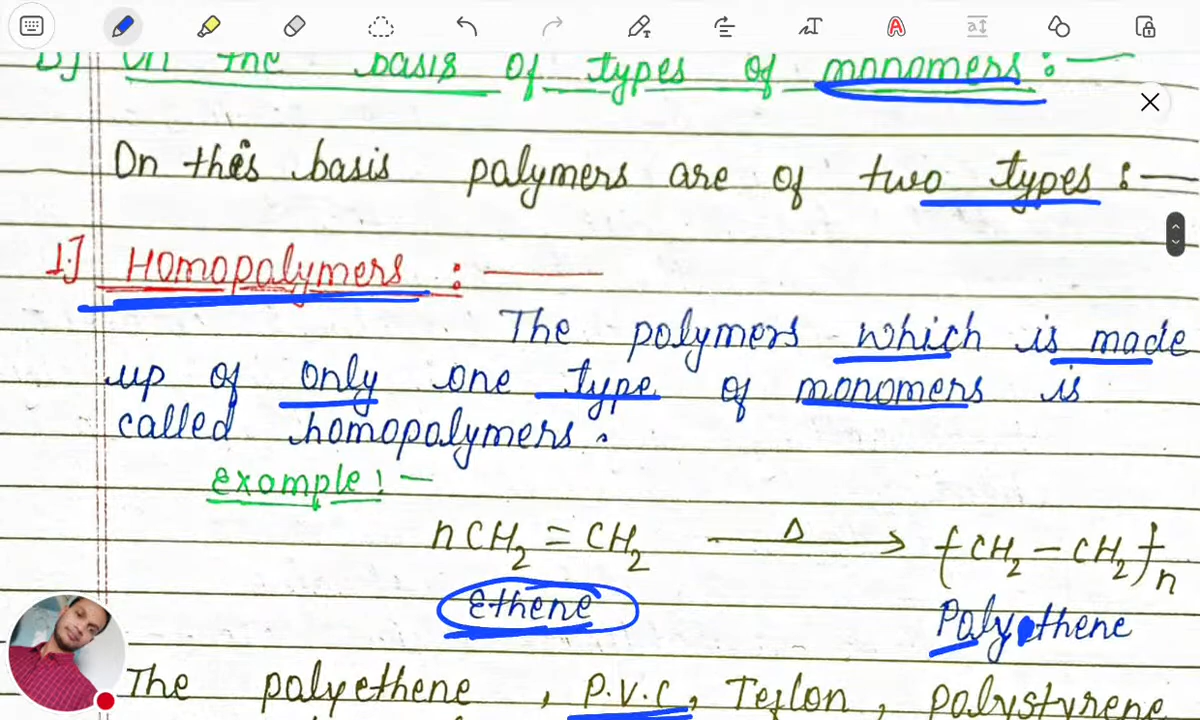 On the basis of types of monomers :—
On this basis polymers are of two types :—
1.] Homopolymers :—
The polymers which is made
up of only one type of monomers is
called homopolymers.
example :—
nCH₂ = CH₂ —Δ→ {CH₂ — CH₂}n
Ethene Polyethene
The polyethene , P.V.C, Teflon , polystyrene